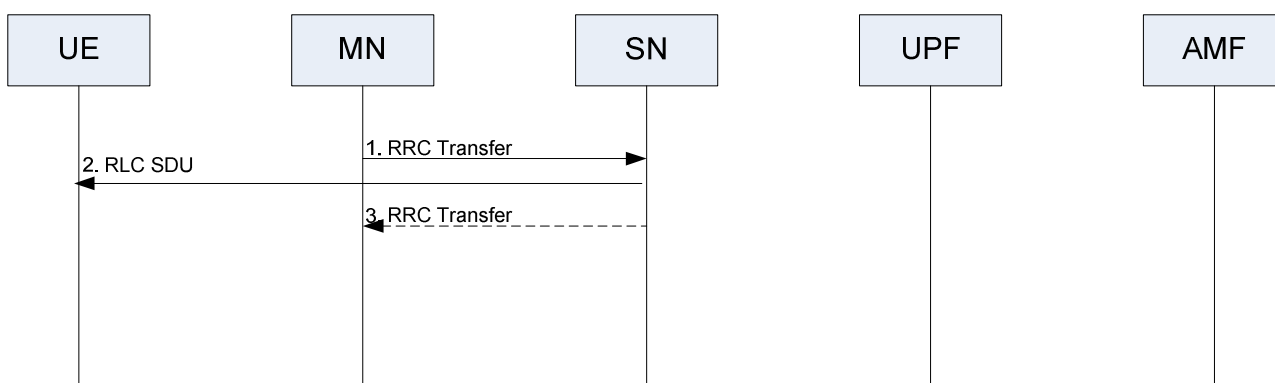 UE
MN
SN
UPF
AMF
1. RRC Transfer
2. RLC SDU
3. RRC Transfer